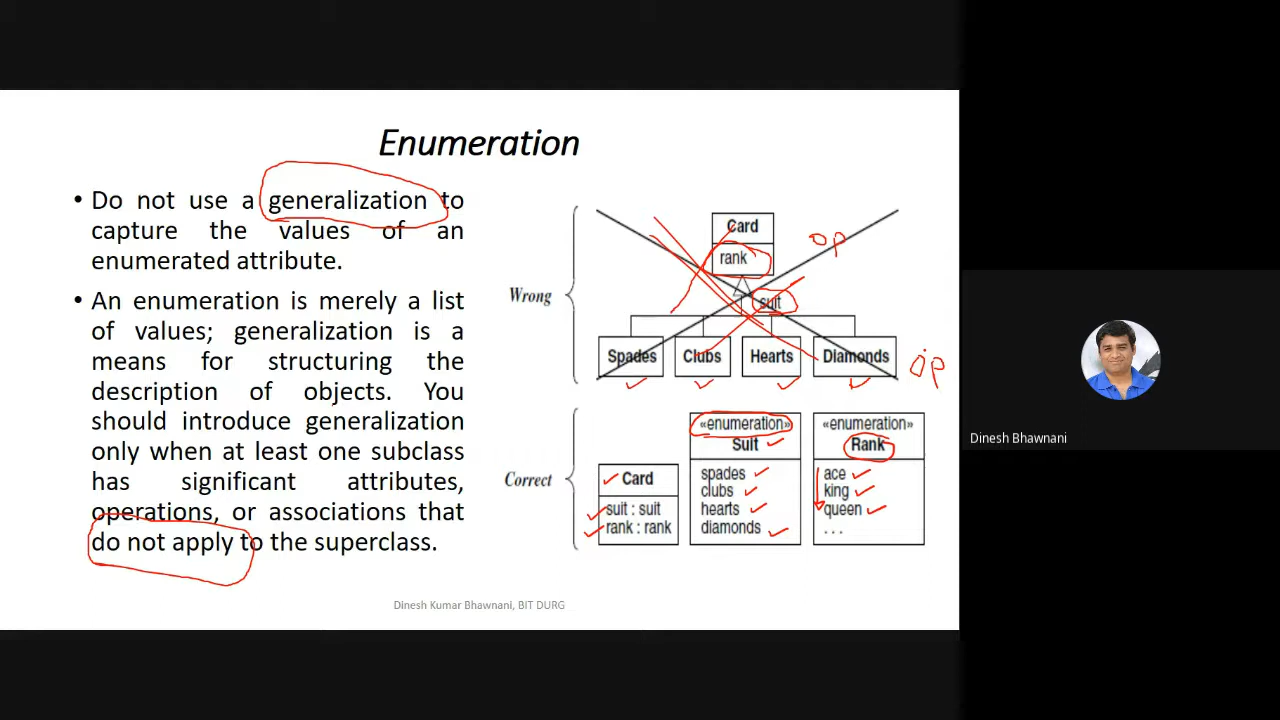 Enumeration
• Do not use a generalization to
capture the values of an
enumerated attribute.
• An enumeration is merely a list
of values; generalization is a
means for structuring the
description of objects. You
should introduce generalization
only when at least one subclass
has significant attributes,
operations, or associations that
do not apply to the superclass.
Wrong
Card
rank
op
suit
Spades Clubs Hearts Diamonds
op
Correct
Card
suit : suit
rank : rank
«enumeration»
Suit
spades
clubs
hearts
diamonds
«enumeration»
Rank
ace
king
queen
. . .
Dinesh Kumar Bhawnani, BIT DURG
Dinesh Bhawnani